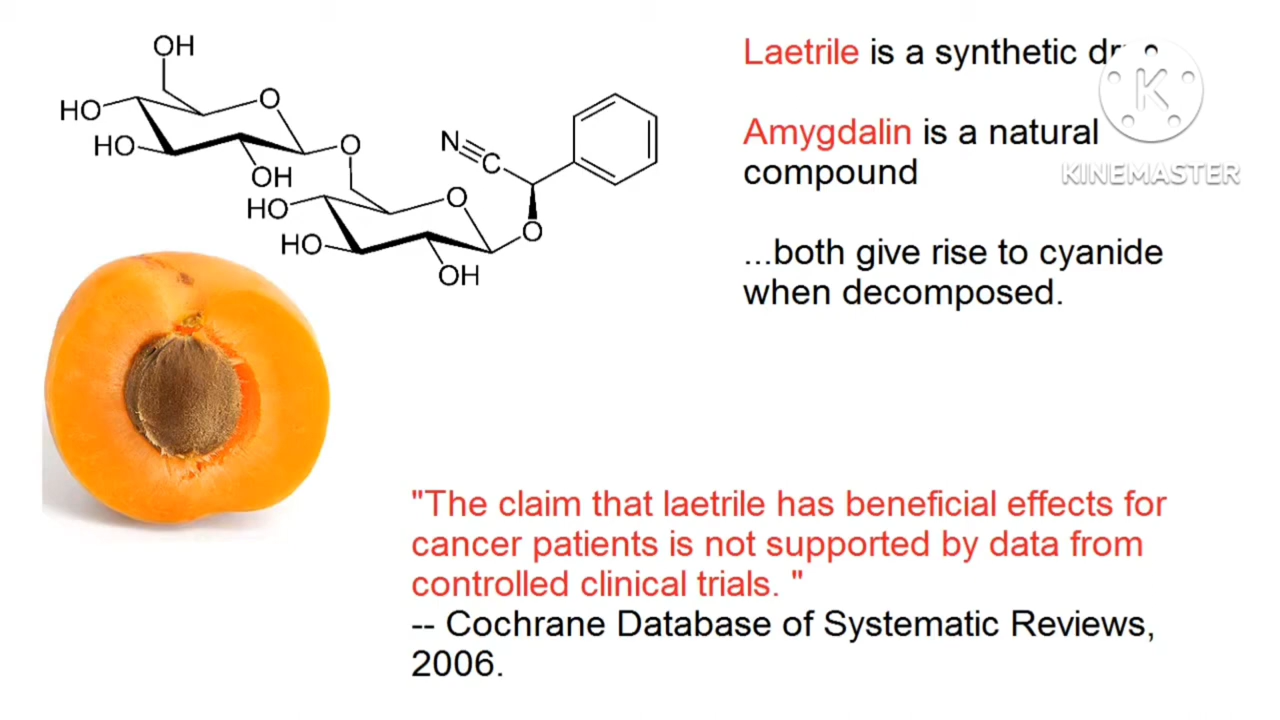 OH
O
HO
HO
OH
O
N
C
O
HO
HO
OH
O
Laetrile is a synthetic
Amygdalin is a natural
compound
...both give rise to cyanide
when decomposed.
K
KINEMASTER
"The claim that laetrile has beneficial effects for
cancer patients is not supported by data from
controlled clinical trials. "
-- Cochrane Database of Systematic Reviews,
2006.